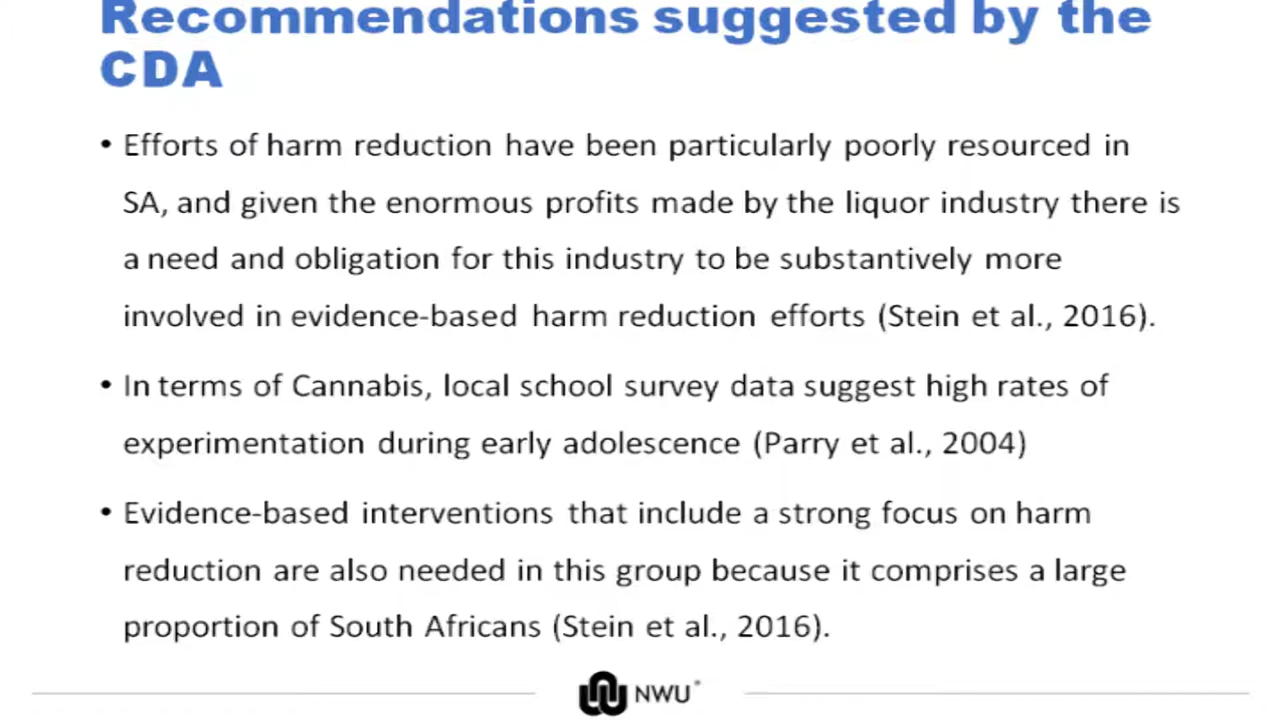 Recommendations suggested by the
CDA
• Efforts of harm reduction have been particularly poorly resourced in
SA, and given the enormous profits made by the liquor industry there is
a need and obligation for this industry to be substantively more
involved in evidence-based harm reduction efforts (Stein et al., 2016).
• In terms of Cannabis, local school survey data suggest high rates of
experimentation during early adolescence (Parry et al., 2004)
• Evidence-based interventions that include a strong focus on harm
reduction are also needed in this group because it comprises a large
proportion of South Africans (Stein et al., 2016).
NWU